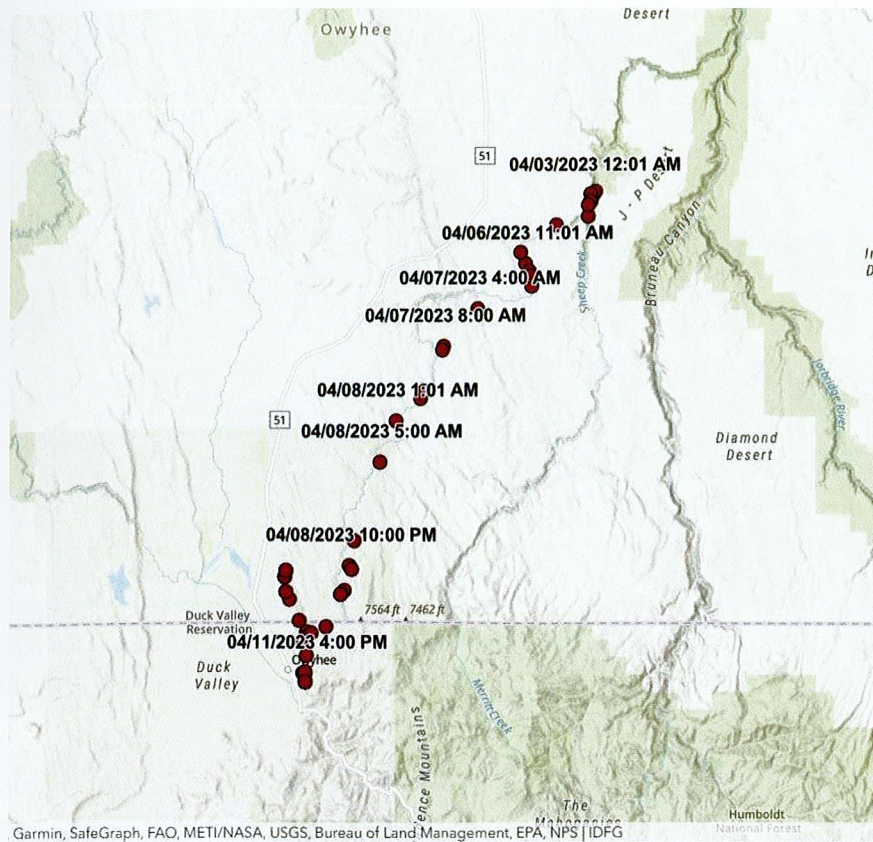 Desert
Owyhee
51
04/03/2023 12:01 AM
J - P Desert
04/06/2023 11:01 AM
Bruneau Canyon
Sheep Creek
04/07/2023 4:00 AM
04/07/2023 8:00 AM
Jarbridge River
04/08/2023 1:01 AM
51
04/08/2023 5:00 AM
Diamond
Desert
04/08/2023 10:00 PM
7564 ft
7462 ft
Duck Valley
Reservation
04/11/2023 4:00 PM
Duck
Valley
Merritt Creek
Mountains
The
Humboldt
National Forest
Garmin, SafeGraph, FAO, METI/NASA, USGS, Bureau of Land Management, EPA, NPS | IDFG